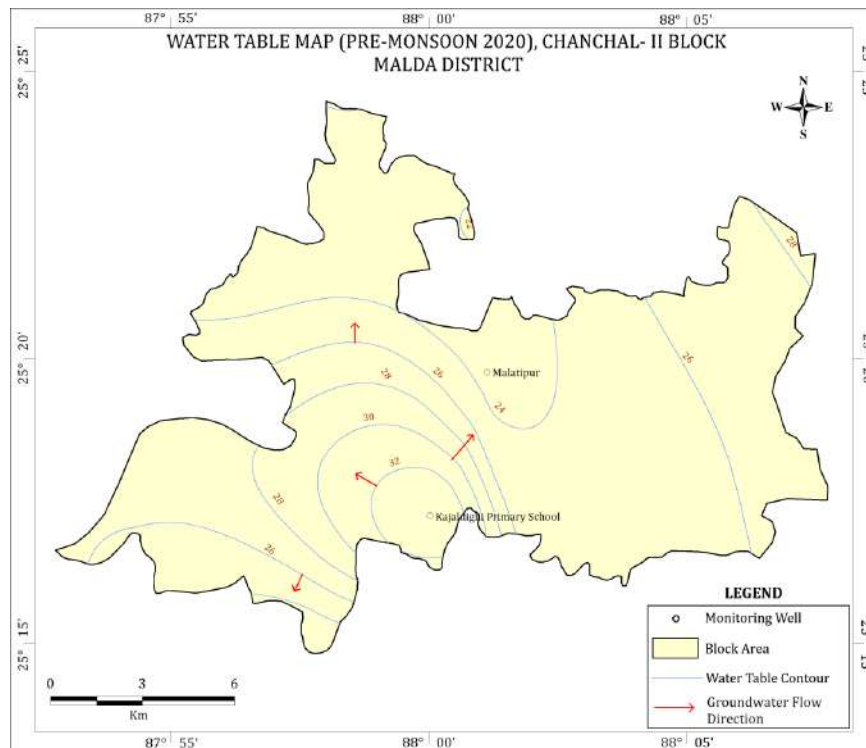 87° 55'
88° 00'
88° 05'
WATER TABLE MAP (PRE-MONSOON 2020), CHANCHAL- II BLOCK
MALDA DISTRICT
25° 25'
N
W
E
S
22
28
25° 20'
26
26
28
Malatipur
24
30
32
28
Kajaldighi Primary School
26
LEGEND
Monitoring Well
Block Area
Water Table Contour
Groundwater Flow
Direction
25° 15'
0
3
6
Km
87° 55'
88° 00'
88° 05'